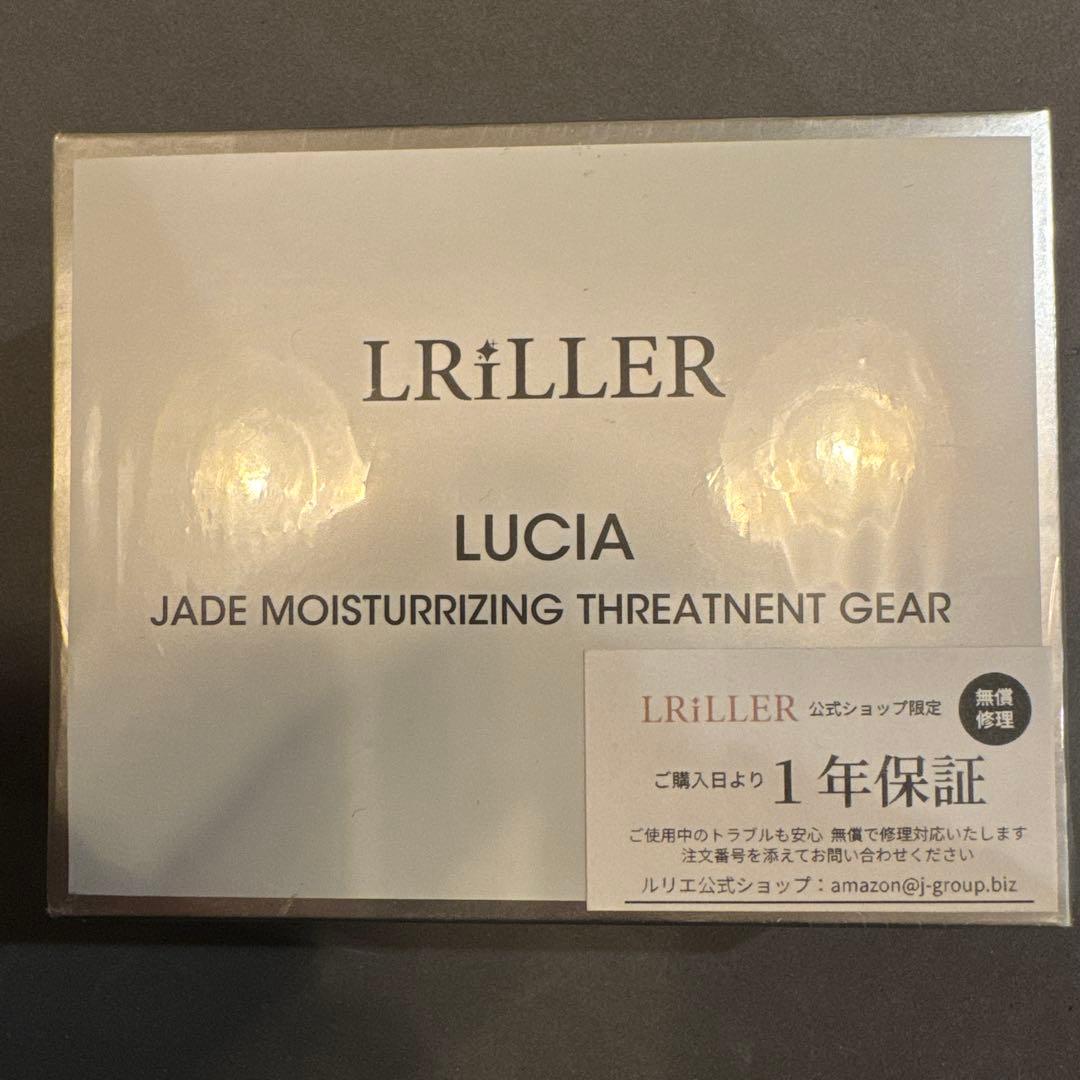 LRiLLER
LUCIA
JADE MOISTURRIZING THREATNENT GEAR
LRiLLER 公式ショップ限定
無償
修理
ご購入日より 1年保証
ご使用中のトラブルも安心 無償で修理対応いたします
注文番号を添えてお問い合わせください
ルリエ公式ショップ：amazon@j-group.biz